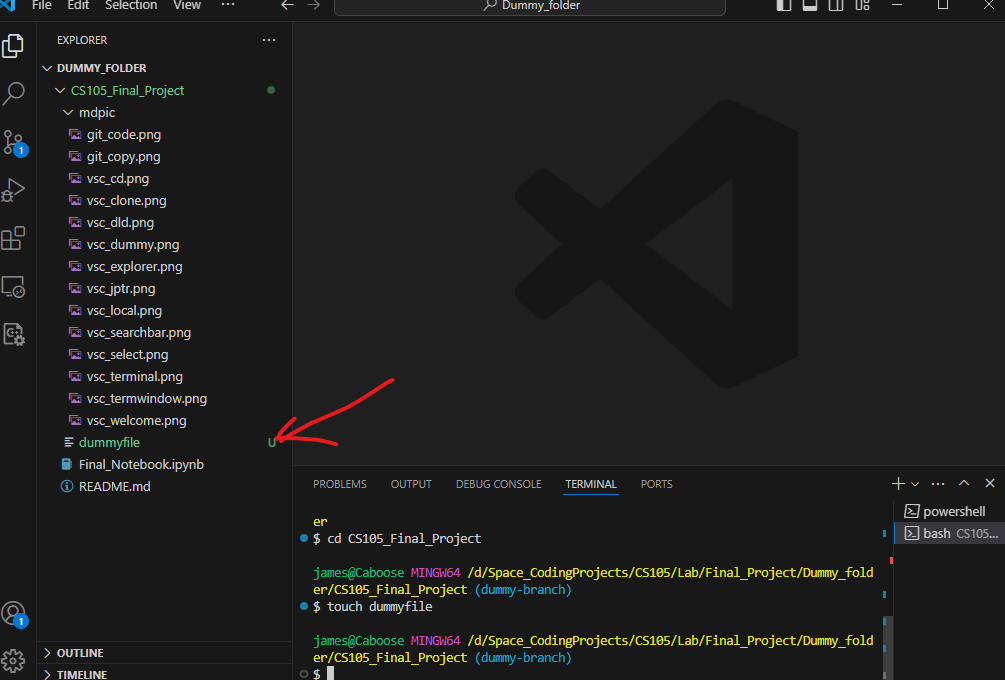 File Edit Selection View ··· Dummy_folder
EXPLORER
DUMMY_FOLDER
CS105_Final_Project
mdpic
git_code.png
git_copy.png
vsc_cd.png
vsc_clone.png
vsc_dld.png
vsc_dummy.png
vsc_explorer.png
vsc_jptr.png
vsc_local.png
vsc_searchbar.png
vsc_select.png
vsc_terminal.png
vsc_termwindow.png
vsc_welcome.png
dummyfile U
Final_Notebook.ipynb
README.md
OUTLINE
TIMELINE
1
1
PROBLEMS OUTPUT DEBUG CONSOLE TERMINAL PORTS
er
$ cd CS105_Final_Project
james@Caboose MINGW64 /d/Space_CodingProjects/CS105/Lab/Final_Project/Dummy_fold
er/CS105_Final_Project (dummy-branch)
$ touch dummyfile
james@Caboose MINGW64 /d/Space_CodingProjects/CS105/Lab/Final_Project/Dummy_fold
er/CS105_Final_Project (dummy-branch)
$
powershell
bash CS105...